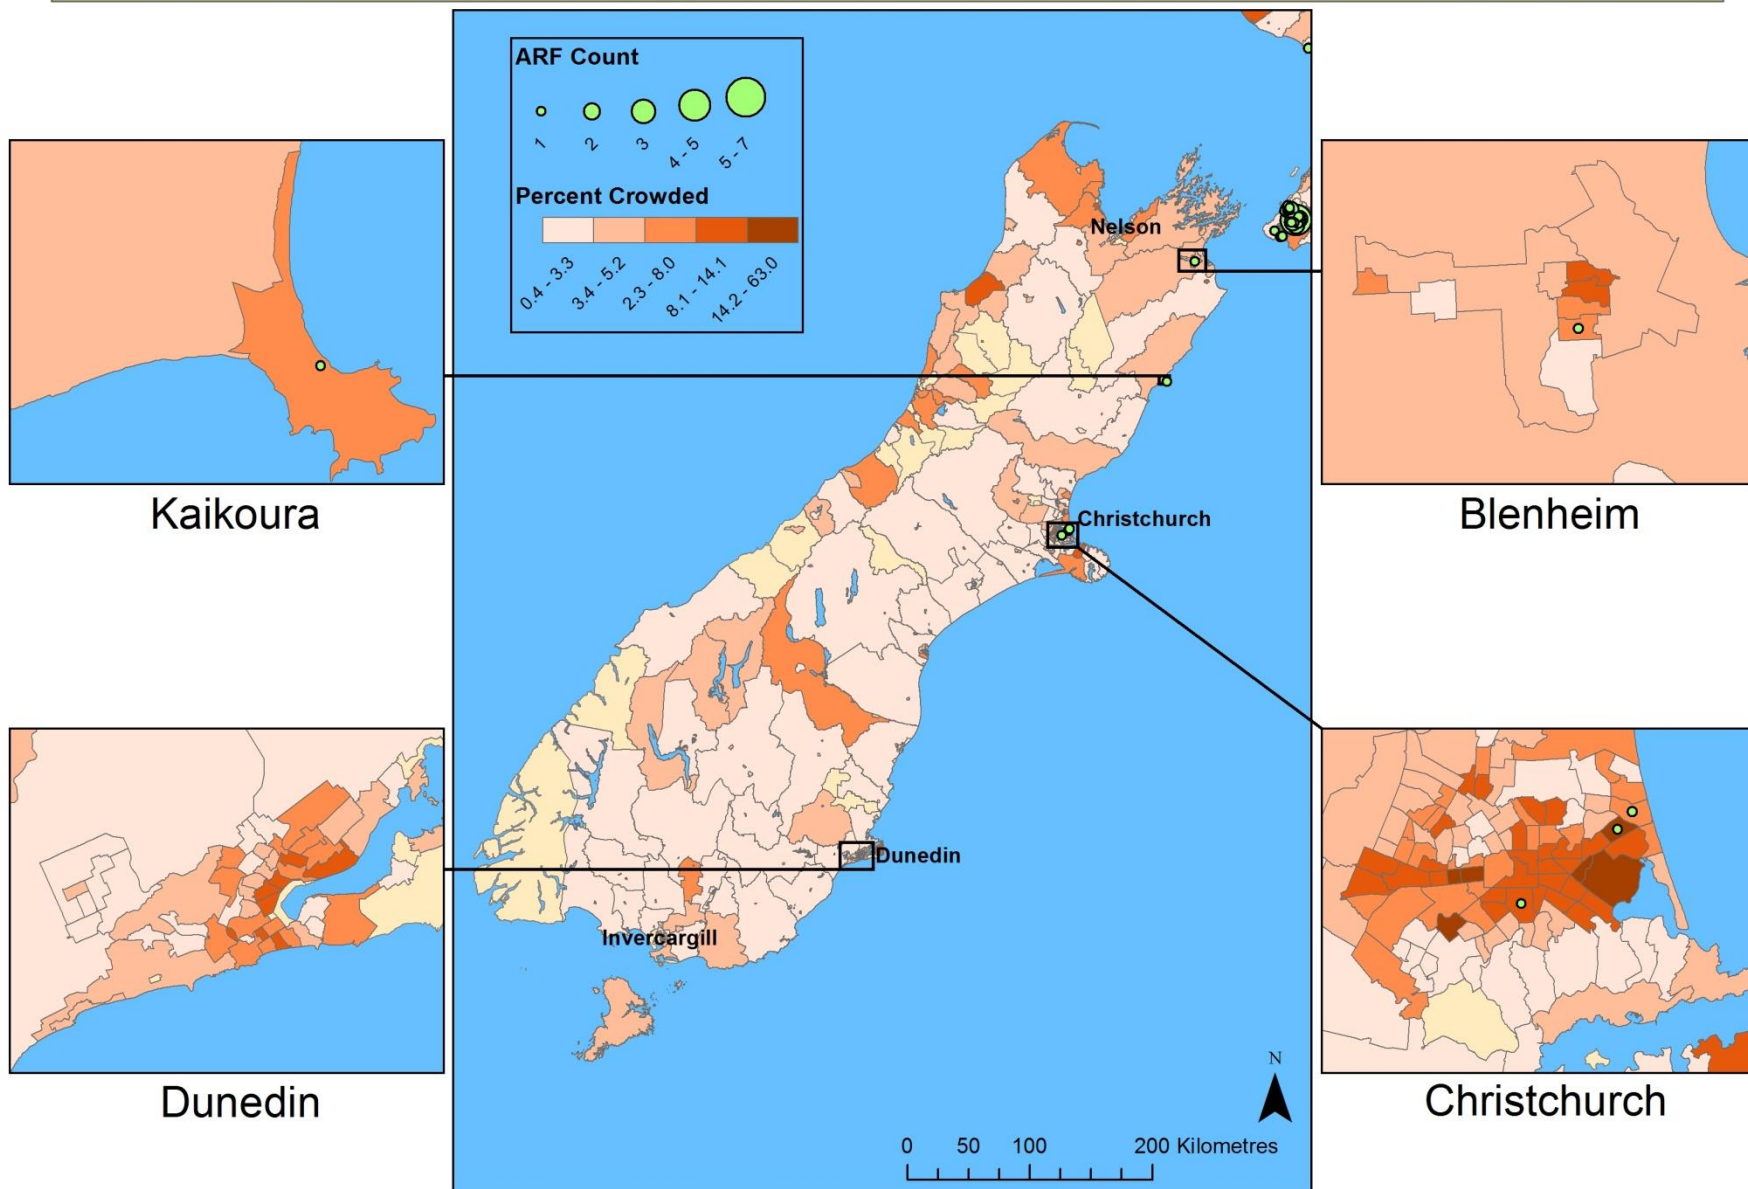 ARF Count
1
2
3
4 - 5
5 - 7
Percent Crowded
0.4 - 3.3
3.4 - 5.2
2.3 - 8.0
8.1 - 14.1
14.2 - 63.0
Nelson
Kaikoura
Blenheim
Christchurch
Dunedin
Invercargill
Dunedin
Christchurch
N
0 50 100 200 Kilometres